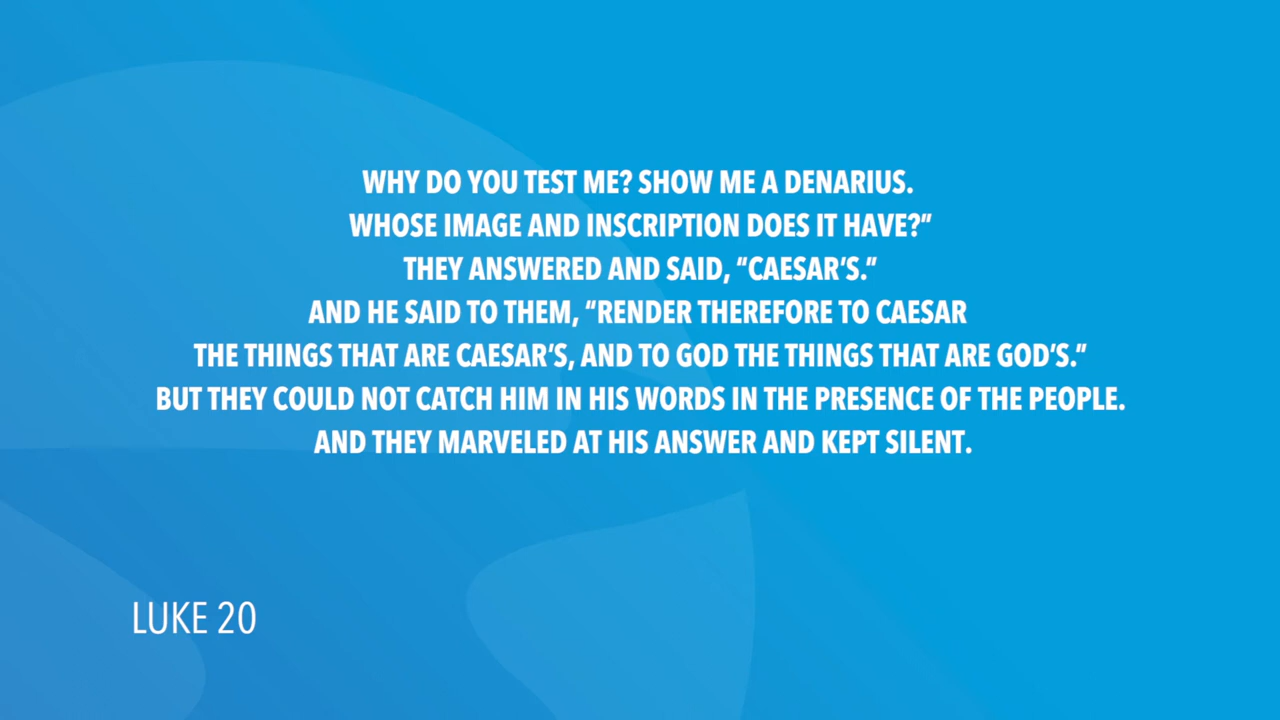 WHY DO YOU TEST ME? SHOW ME A DENARIUS.
WHOSE IMAGE AND INSCRIPTION DOES IT HAVE?”
THEY ANSWERED AND SAID, “CAESAR’S.”
AND HE SAID TO THEM, “RENDER THEREFORE TO CAESAR
THE THINGS THAT ARE CAESAR’S, AND TO GOD THE THINGS THAT ARE GOD’S.”
BUT THEY COULD NOT CATCH HIM IN HIS WORDS IN THE PRESENCE OF THE PEOPLE.
AND THEY MARVELED AT HIS ANSWER AND KEPT SILENT.
LUKE 20